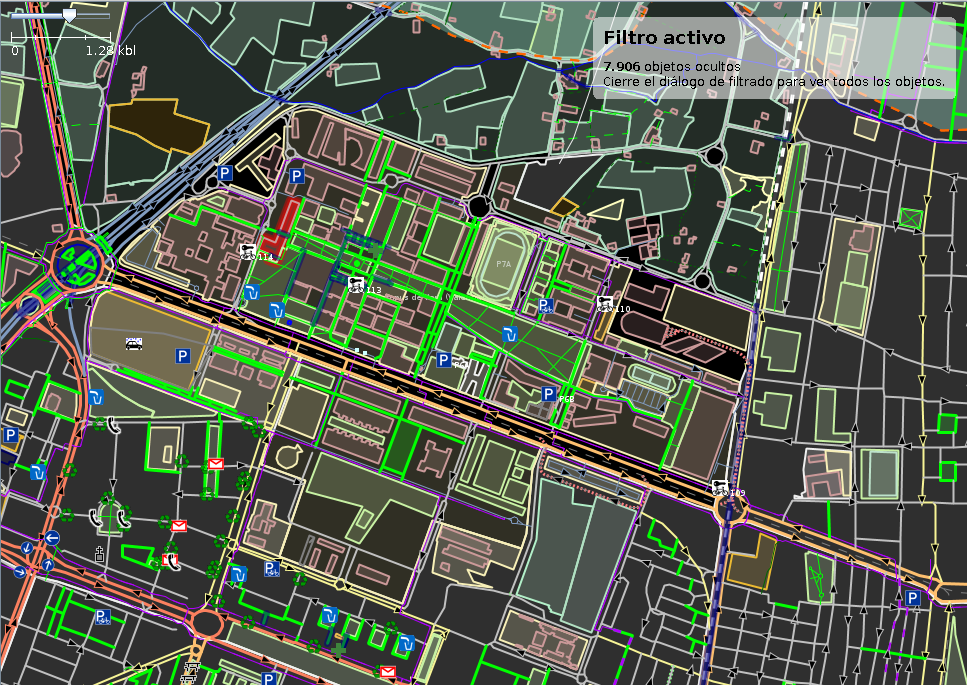 0
1.28 kbl
Filtro activo
7.906 objetos ocultos
Cierre el diálogo de filtrado para ver todos los objetos.
P
P
114
113
P7A
110
P
P
P
P
109
P
P
P